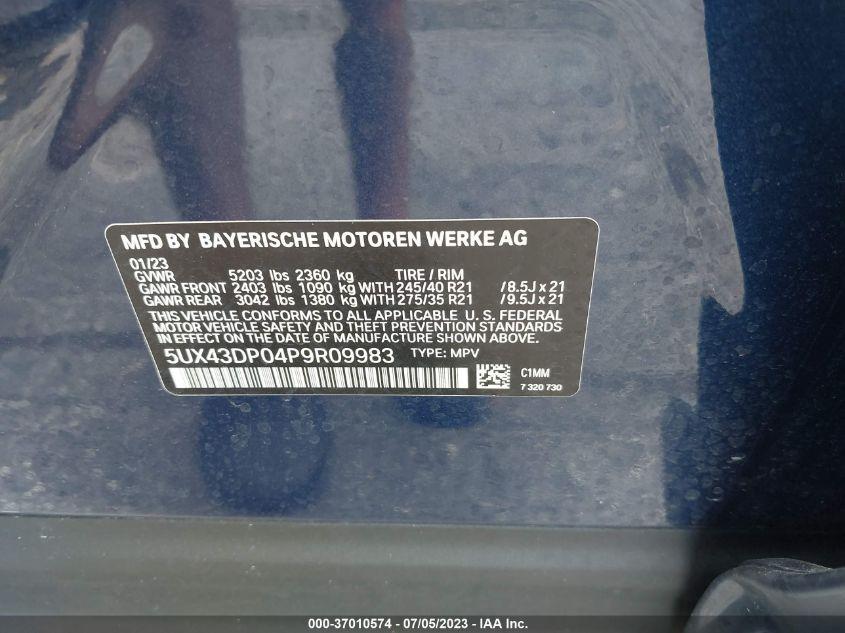 MFD BY BAYERISCHE MOTOREN WERKE AG
01/23
GVWR 5203 lbs 2360 kg TIRE / RIM
GAWR FRONT 2403 lbs 1090 kg WITH 245/40 R21 /8.5J x 21
GAWR REAR 3042 lbs 1380 kg WITH 275/35 R21 /9.5J x 21
THIS VEHICLE CONFORMS TO ALL APPLICABLE U. S. FEDERAL
MOTOR VEHICLE SAFETY AND THEFT PREVENTION STANDARDS
IN EFFECT ON THE DATE OF MANUFACTURE SHOWN ABOVE.
5UX43DP04P9R09983 TYPE: MPV
C1MM
7 320 730
000-37010574 - 07/05/2023 - IAA Inc.